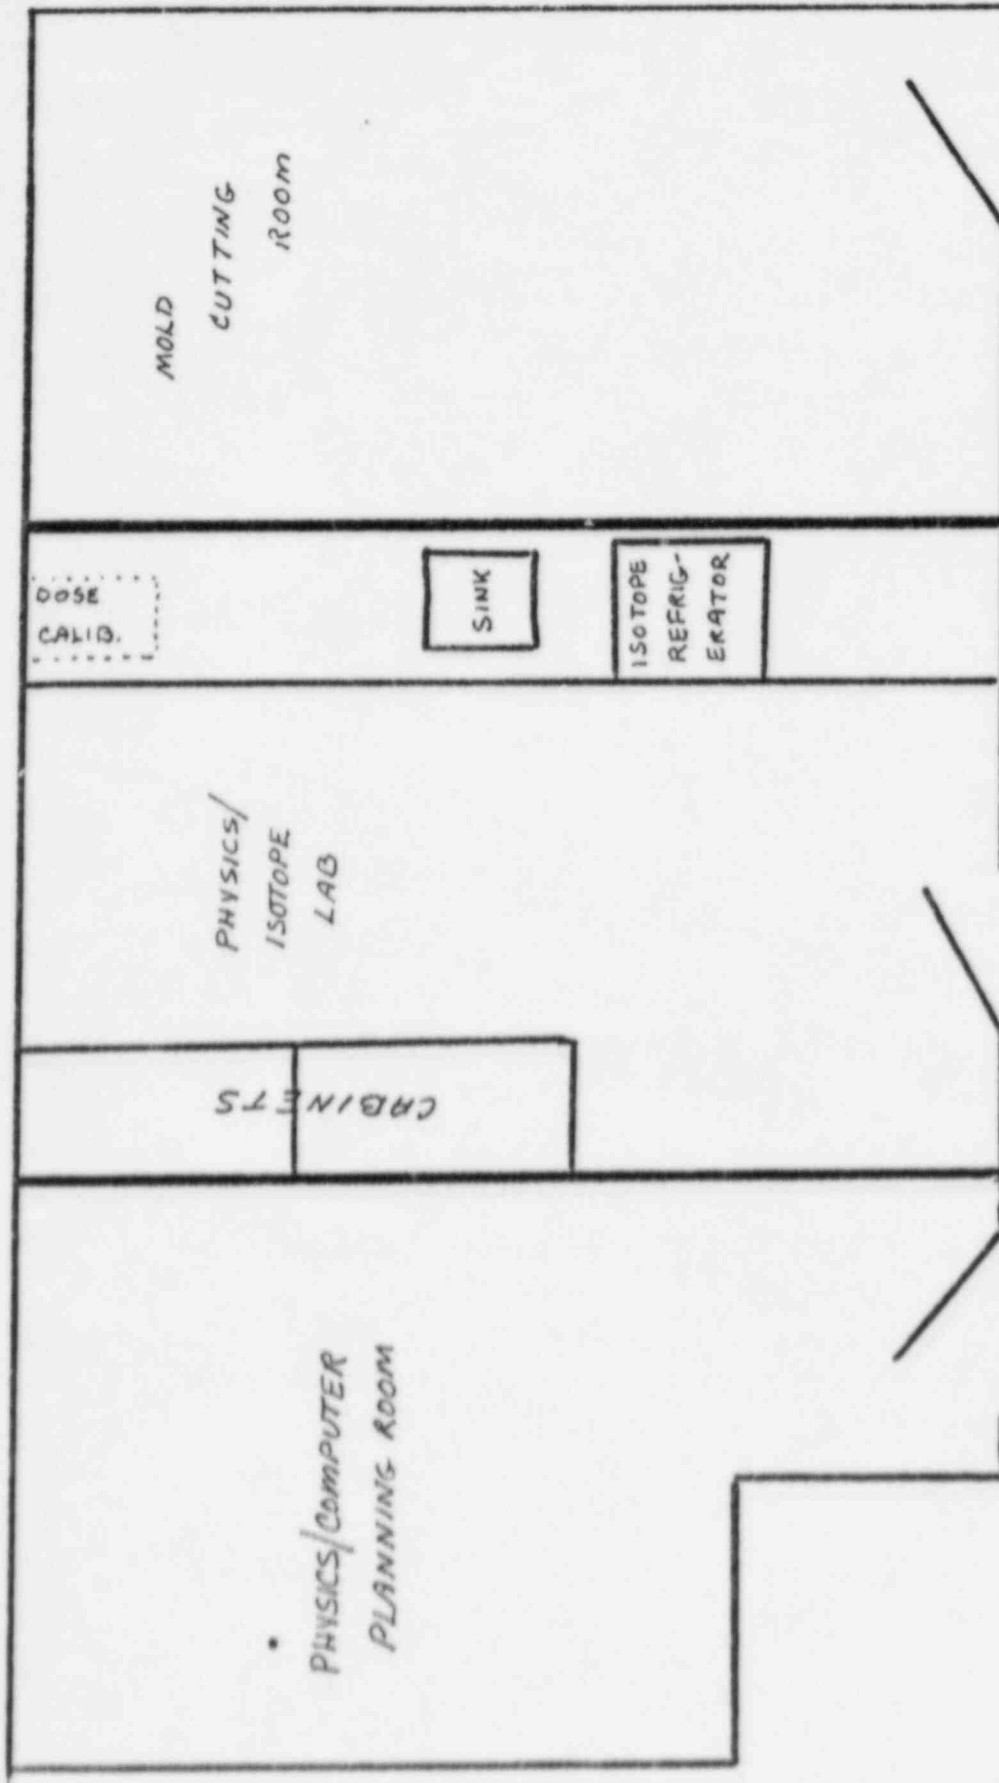 MOLD
CUTTING
ROOM
DOSE
CALIB.
SINK
ISOTOPE
REFRIG-
ERATOR
PHYSICS/
ISOTOPE
LAB
CABINETS
PHYSICS/COMPUTER
PLANNING ROOM